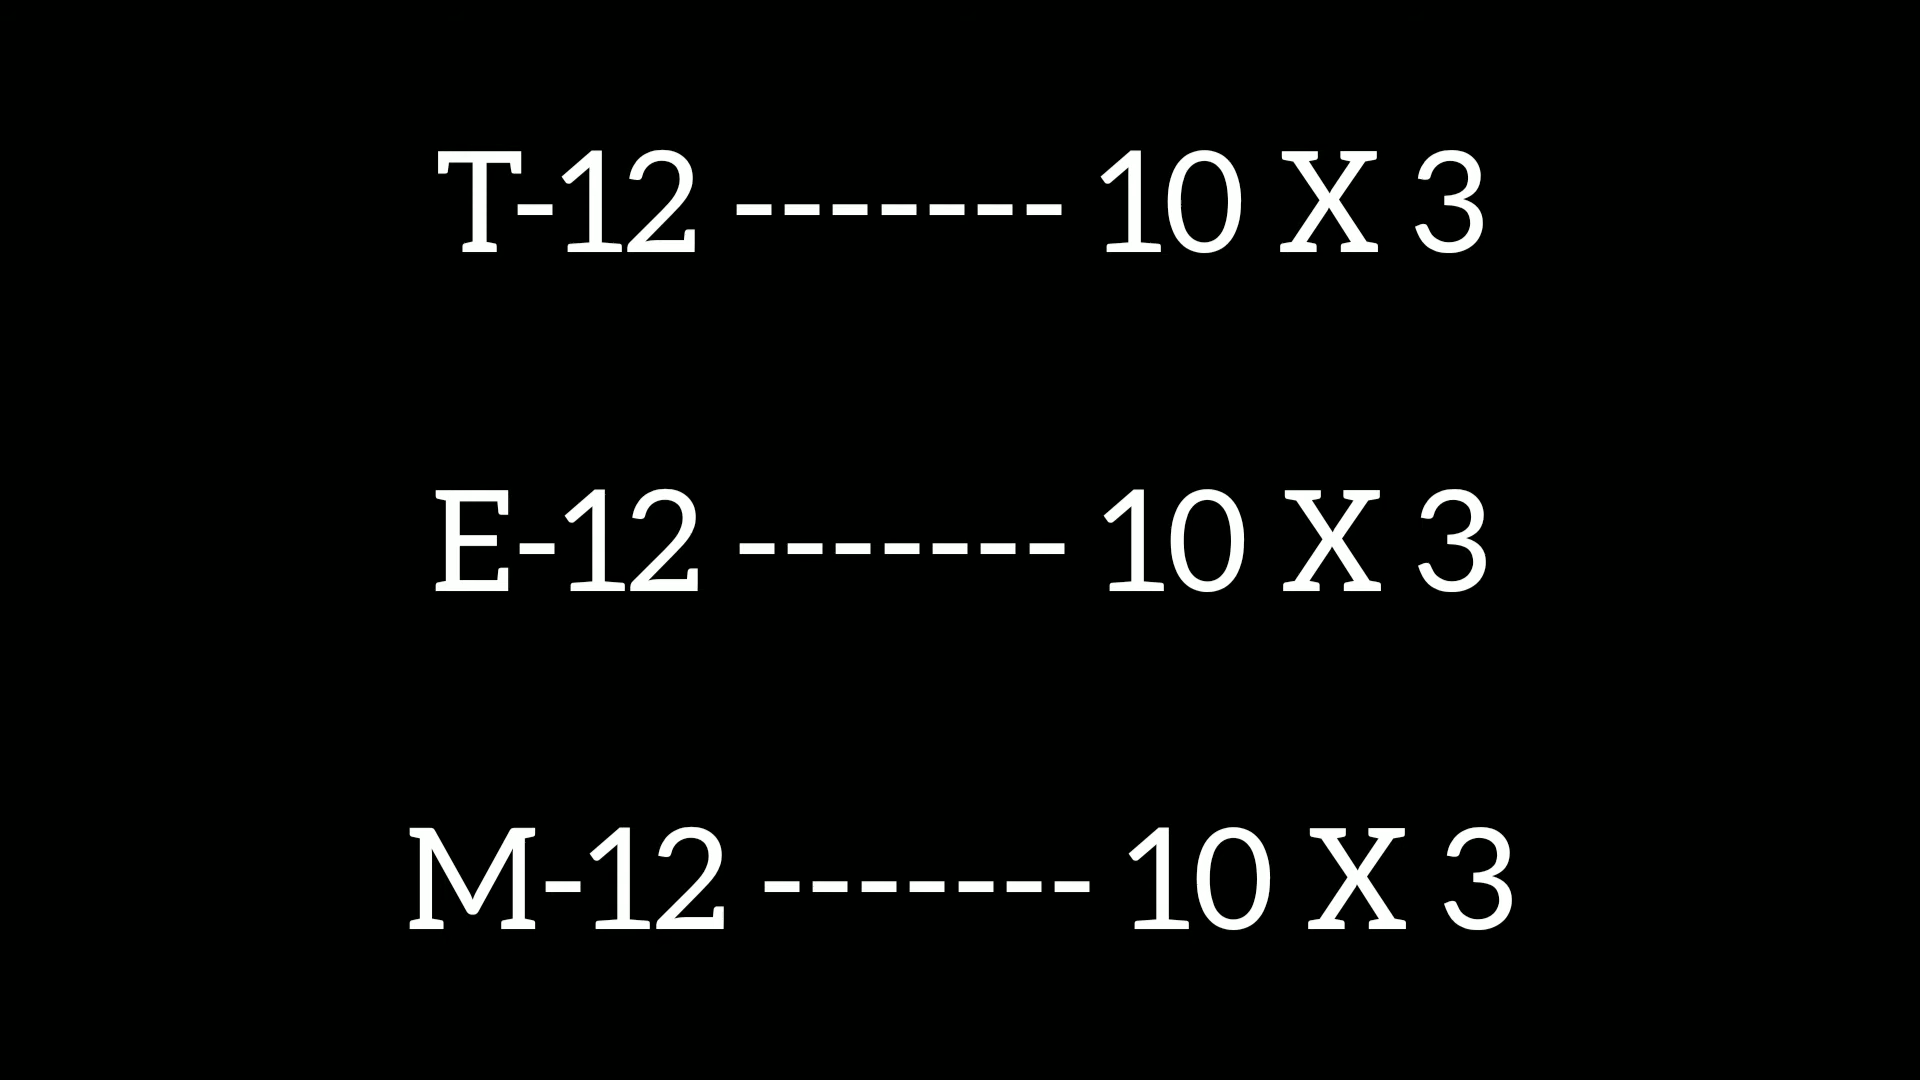 T-12 ------- 10 X 3
E-12 ------- 10 X 3
M-12 ------- 10 X 3